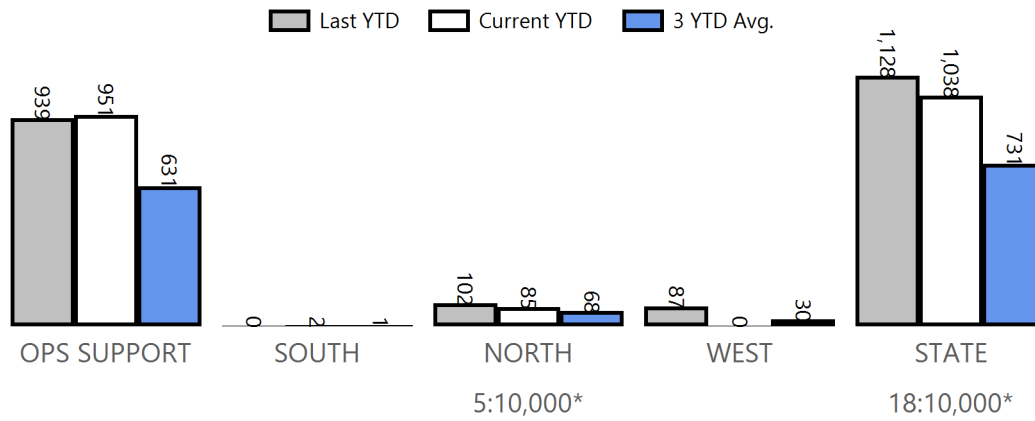 Last YTD Current YTD 3 YTD Avg.
939 951 631 0 2 1 102 85 68 87 0 30 1,128 1,038 731
OPS SUPPORT SOUTH NORTH WEST STATE
5:10,000* 18:10,000*